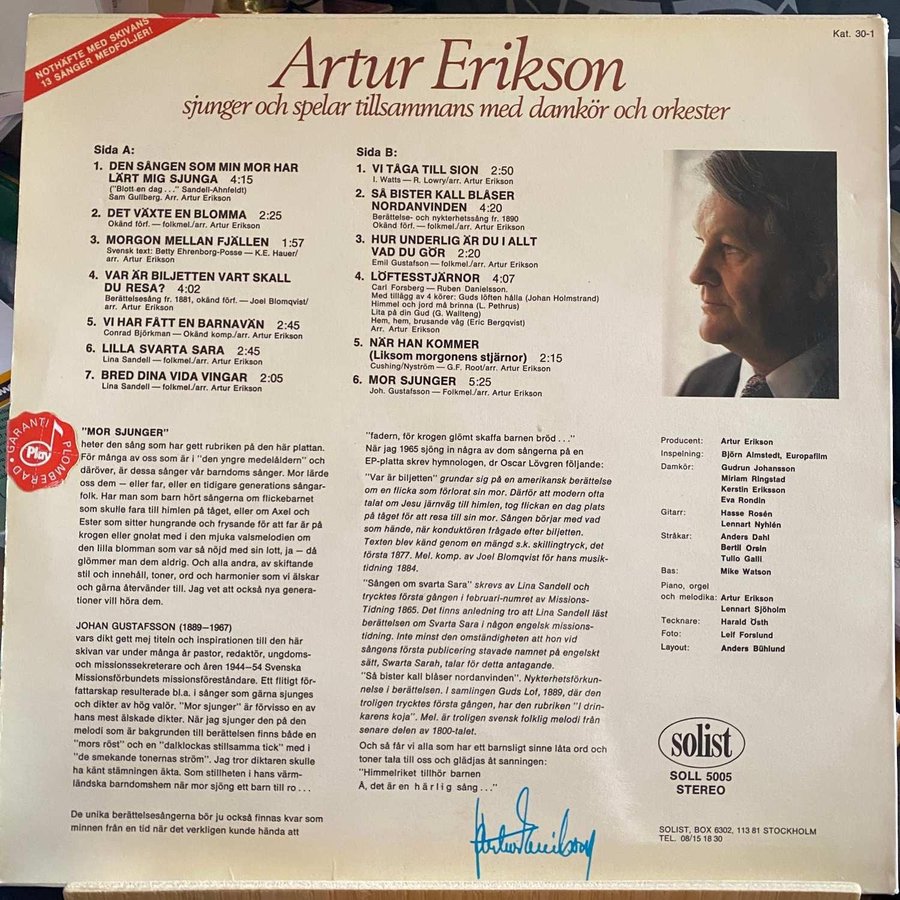 NOTHÄFTE MED SKIVANS
13 SÅNGER MEDFÖLJER!
Kat. 30-1
Artur Erikson
sjunger och spelar tillsammans med damkör och orkester
Sida A:
1. DEN SÅNGEN SOM MIN MOR HAR
LÄRT MIG SJUNGA 4:15
("Blott en dag . . ." Sandell-Ahnfeldt)
Sam Gullberg. Arr. Artur Erikson
2. DET VÄXTE EN BLOMMA 2:25
Okänd förf. — folkmel./arr. Artur Erikson
3. MORGON MELLAN FJÄLLEN 1:57
Svensk text: Betty Ehrenborg-Posse — K.E. Hauer/
arr. Artur Erikson
4. VAR ÄR BILJETTEN VART SKALL
DU RESA? 4:02
Berättelsesång fr. 1881, okänd förf. — Joel Blomqvist/
arr. Artur Erikson
5. VI HAR FÅTT EN BARNAVÄN 2:45
Conrad Björkman — Okänd komp./arr. Artur Erikson
6. LILLA SVARTA SARA 2:45
Lina Sandell — folkmel./arr. Artur Erikson
7. BRED DINA VIDA VINGAR 2:05
Lina Sandell — folkmel./arr. Artur Erikson
Sida B:
1. VI TÅGA TILL SION 2:50
I. Watts — R. Lowry/arr. Artur Erikson
2. SÅ BISTER KALL BLÅSER
NORDANVINDEN 4:20
Berättelse- och nykterhetssång fr. 1890
Okänd förf. — folkmel./arr. Artur Erikson
3. HUR UNDERLIG ÄR DU I ALLT
VAD DU GÖR 2:20
Emil Gustafson — folkmel./arr. Artur Erikson
4. LÖFTESSTJÄRNOR 4:07
Carl Forsberg — Ruben Danielsson.
Med tillägg av 4 körer: Guds löften hålla (Johan Holmstrand)
Himmel och jord må brinna (L. Pethrus)
Lita på din Gud (G. Wallteng)
Hem, hem, brusande våg (Eric Bergqvist)
Arr. Artur Erikson
5. NÄR HAN KOMMER
(Liksom morgonens stjärnor) 2:15
Cushing/Nyström — G.F. Root/arr. Artur Erikson
6. MOR SJUNGER 5:25
Joh. Gustafsson — Folkmel./arr. Artur Erikson
GARANTI
Play
PLOMBERAD
"MOR SJUNGER"
heter den sång som har gett rubriken på den här plattan.
För många av oss som är i "den yngre medelåldern" och
däröver, är dessa sånger vår barndoms sånger. Mor lärde
oss dem — eller far, eller en tidigare generations sångar-
folk. Har man som barn hört sångerna om flickebarnet
som skulle fara till himlen på tåget, eller om Axel och
Ester som sitter hungrande och frysande för att far är på
krogen eller gnolat med i den mjuka valsmelodien om
den lilla blomman som var så nöjd med sin lott, ja — då
glömmer man dem aldrig. Och alla andra, av skiftande
stil och innehåll, toner, ord och harmonier som vi älskar
och gärna återvänder till. Jag vet att också nya genera-
tioner vill höra dem.
JOHAN GUSTAFSSON (1889—1967)
vars dikt gett mej titeln och inspirationen till den här
skivan var under många år pastor, redaktör, ungdoms-
och missionssekreterare och åren 1944—54 Svenska
Missionsförbundets missionsföreståndare. Ett flitigt för-
fattarskap resulterade bl.a. i sånger som gärna sjunges
och dikter av hög valör. "Mor sjunger" är förvisso en av
hans mest älskade dikter. När jag sjunger den på den
melodi som är bakgrunden till berättelsen finns både en
"mors röst" och en "dalklockas stillsamma tick" med i
"de smekande tonernas ström". Jag tror diktaren skulle
ha känt stämningen äkta. Som stillheten i hans värm-
ländska barndomshem när mor sjöng ett barn till ro . . .
De unika berättelsesångerna bör ju också finnas kvar som
minnen från en tid när det verkligen kunde hända att
"fadern, för krogen glömt skaffa barnen bröd . . ."
När jag 1965 sjöng in några av dom sångerna på en
EP-platta skrev hymnologen, dr Oscar Lövgren följande:
"Var är biljetten" grundar sig på en amerikansk berättelse
om en flicka som förlorat sin mor. Därför att modern ofta
talat om Jesu järnväg till himlen, tog flickan en dag plats
på tåget för att resa till sin mor. Sången börjar med vad
som hände, när konduktören frågade efter biljetten.
Texten blev känd genom en mängd s.k. skillingtryck, det
första 1877. Mel. komp. av Joel Blomqvist för hans musik-
tidning 1884.
"Sången om svarta Sara" skrevs av Lina Sandell och
trycktes första gången i februari-numret av Missions-
Tidning 1865. Det finns anledning tro att Lina Sandell läst
berättelsen om Svarta Sara i någon engelsk missions-
tidning. Inte minst den omständigheten att hon vid
sångens första publicering stavade namnet på engelskt
sätt, Swarta Sarah, talar för detta antagande.
"Så bister kall blåser nordanvinden". Nykterhetsförkun-
nelse i berättelsen. I samlingen Guds Lof, 1889, där den
troligen trycktes första gången, har den rubriken "I drin-
karens koja". Mel. är troligen svensk folklig melodi från
senare delen av 1800-talet.
Och så får vi alla som har ett barnsligt sinne låta ord och
toner tala till oss och glädjas åt sanningen:
"Himmelriket tillhör barnen
Å, det är en härlig sång . . ."
Producent: Artur Erikson
Inspelning: Björn Almstedt, Europafilm
Damkör: Gudrun Johansson
Miriam Ringstad
Kerstin Eriksson
Eva Rondin
Gitarr: Hasse Rosén
Lennart Nyhlén
Stråkar: Anders Dahl
Bertil Orsin
Tullo Galli
Bas: Mike Watson
Piano, orgel
och melodika: Artur Erikson
Lennart Sjöholm
Tecknare: Harald Östh
Foto: Leif Forslund
Layout: Anders Bühlund
solist
SOLL 5005
STEREO
SOLIST, BOX 6302, 113 81 STOCKHOLM
TEL. 08/15 18 30
Artur Erikson